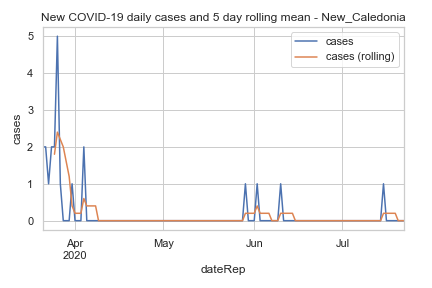 New COVID-19 daily cases and 5 day rolling mean - New_Caledonia
cases
cases (rolling)
5
4
3
2
1
0
cases
Apr
2020
May
Jun
Jul
dateRep